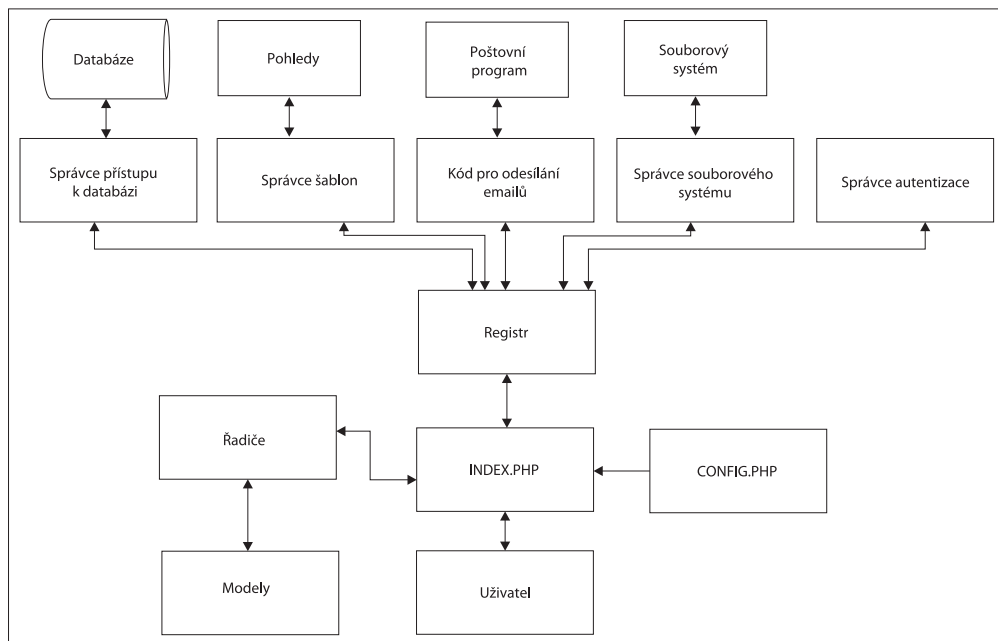 Databáze
Pohledy
Poštovní
program
Souborový
systém
Správce přístupu
k databázi
Správce šablon
Kód pro odesílání
emailů
Správce souborového
systému
Správce autentizace
Registr
Řadiče
INDEX.PHP
CONFIG.PHP
Modely
Uživatel